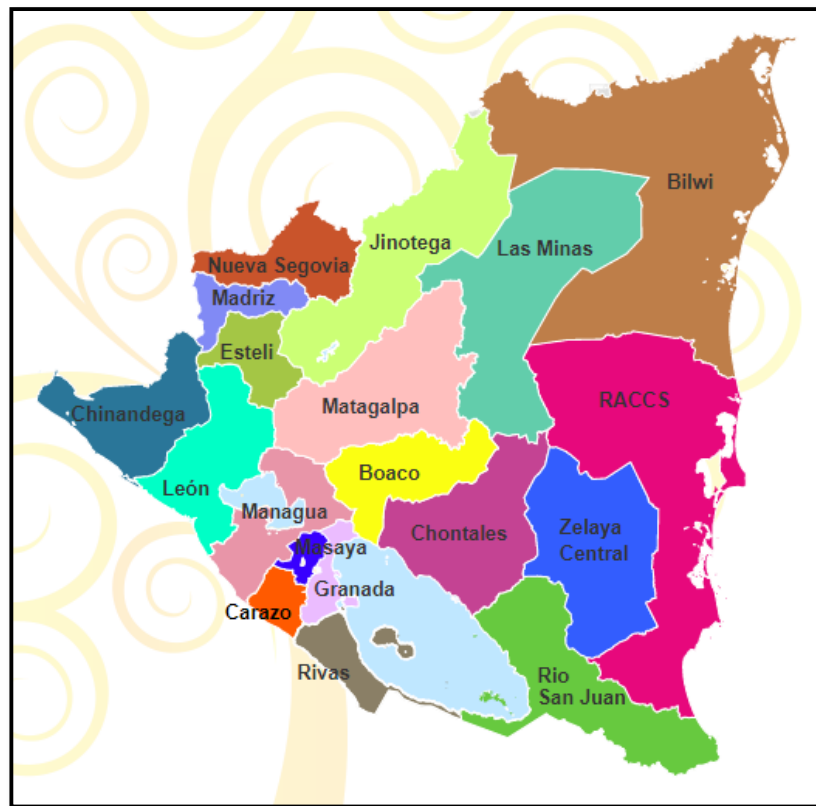 Bilwi
Jinotega
Las Minas
Nueva Segovia
Madriz
Esteli
RACCS
Chinandega
Matagalpa
Boaco
León
Managua
Zelaya
Central
Chontales
Masaya
Granada
Carazo
Rivas
Rio
San Juan